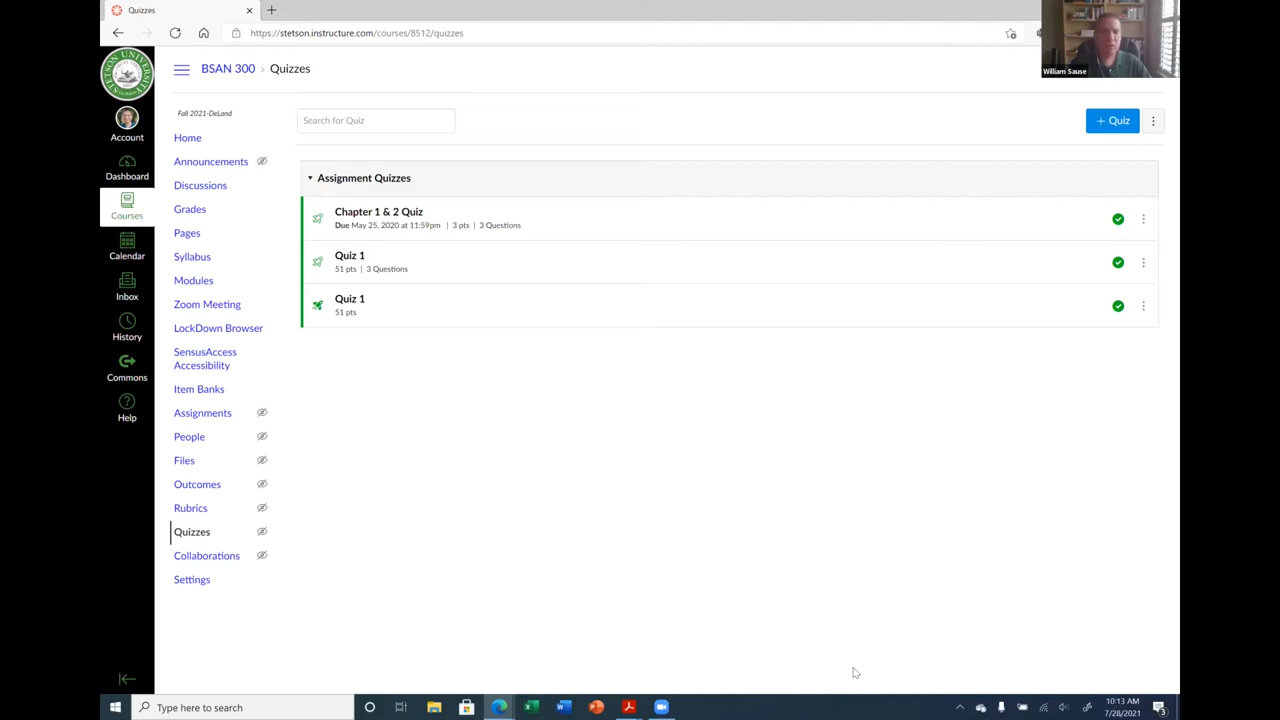 Quizzes
https://stetson.instructure.com/courses/8512/quizzes
William Sause
BSAN 300 › Quizzes
Fall 2021-DeLand
Search for Quiz
+ Quiz
Account
Dashboard
Courses
Calendar
Inbox
History
Commons
Help
Home
Announcements
Discussions
Grades
Pages
Syllabus
Modules
Zoom Meeting
LockDown Browser
SensusAccess
Accessibility
Item Banks
Assignments
People
Files
Outcomes
Rubrics
Quizzes
Collaborations
Settings
Assignment Quizzes
Chapter 1 & 2 Quiz
Due May 25, 2020 at 11:59pm | 3 pts | 3 Questions
Quiz 1
51 pts | 3 Questions
Quiz 1
51 pts
Type here to search
10:13 AM
7/28/2021
3